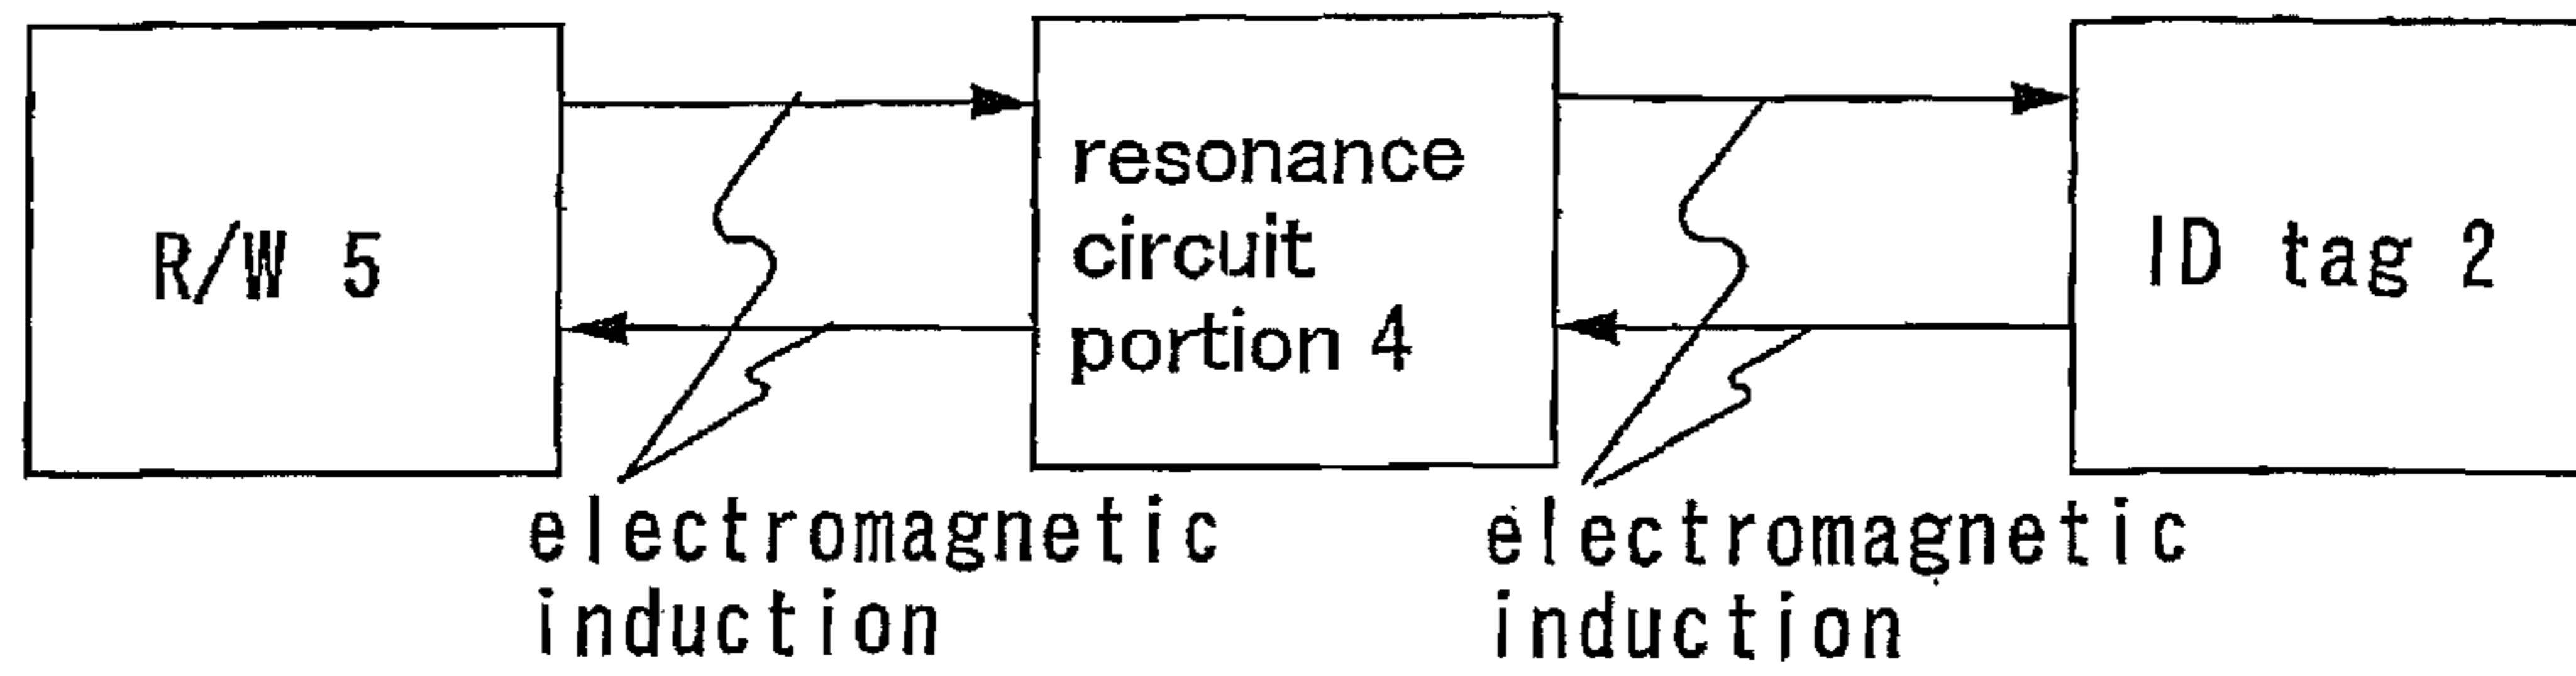 R/W 5
resonance
circuit
portion 4
ID tag 2
electromagnetic
induction
electromagnetic
induction